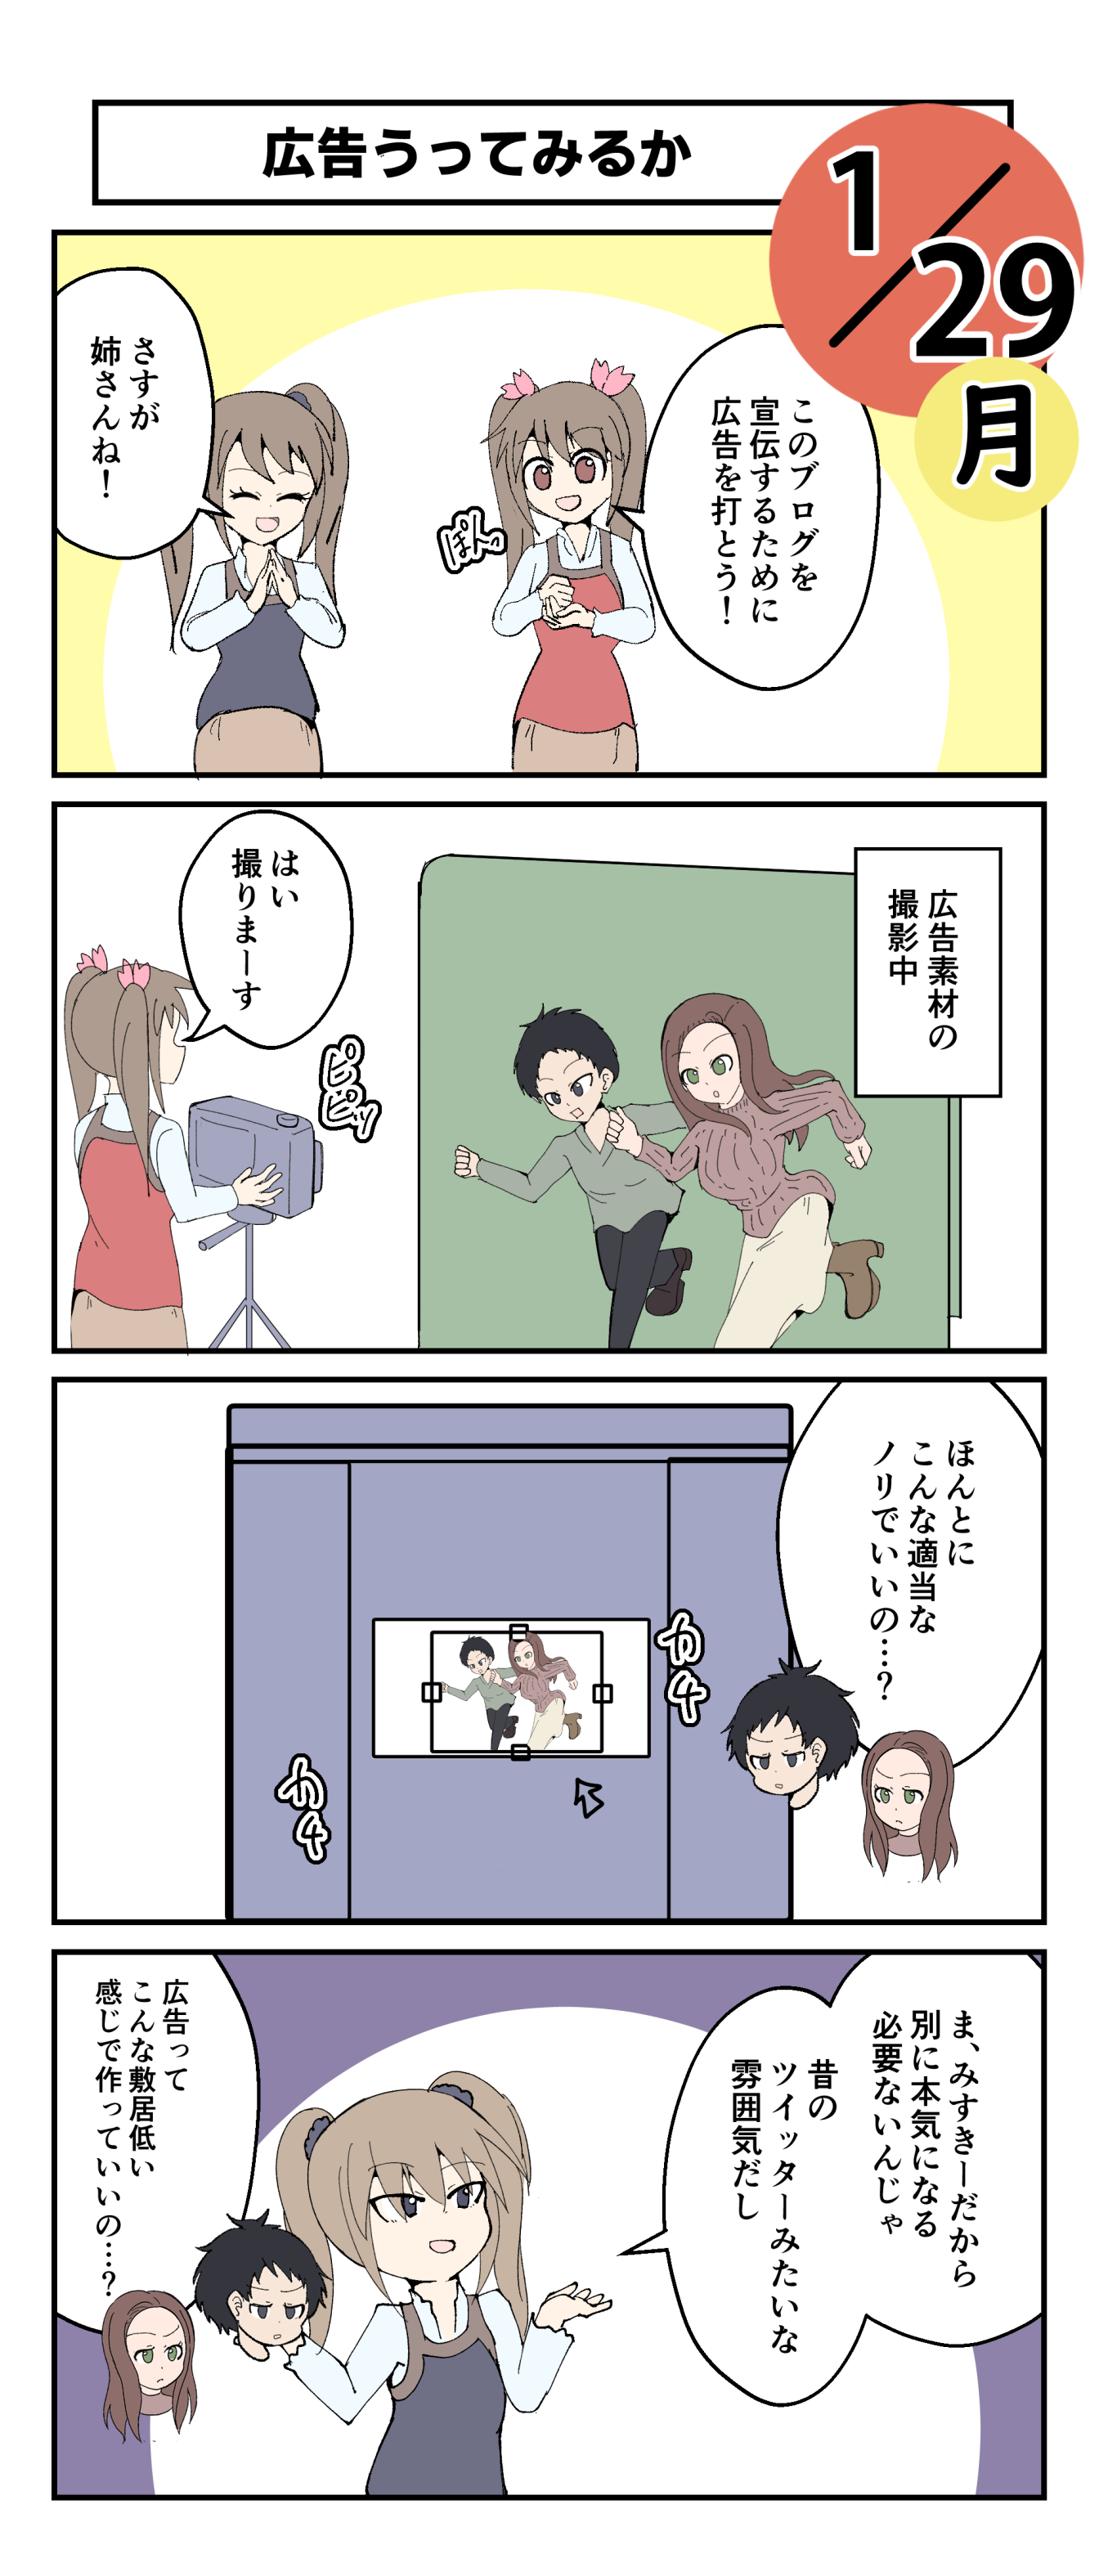 広告うってみるか
1/29
月
このブログを
宣伝するために
広告を打とう！
ぽんっ
さすが
姉さんね！
広告素材の
撮影中
はい
撮りまーす
ピピッ
ほんとに
こんな適当な
ノリでいいの…？
カチ
カチ
ま、みすきーだから
別に本気になる
必要ないんじゃ
昔の
ツイッターみたいな
雰囲気だし
広告って
こんな敷居低い
感じで作っていいの…？